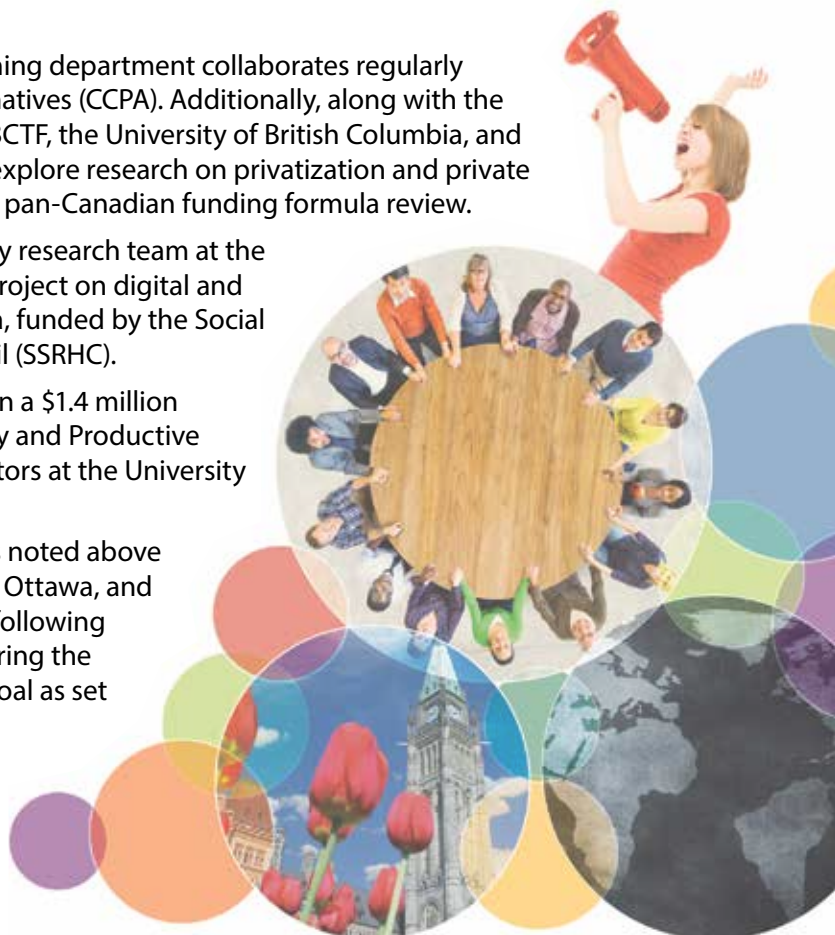 ning department collaborates regularly
natives (CCPA). Additionally, along with the
BCTF, the University of British Columbia, and
explore research on privatization and private
pan-Canadian funding formula review.
y research team at the
roject on digital and
, funded by the Social
il (SSRHC).
n a $1.4 million
y and Productive
tors at the University
noted above
Ottawa, and
following
ring the
oal as set